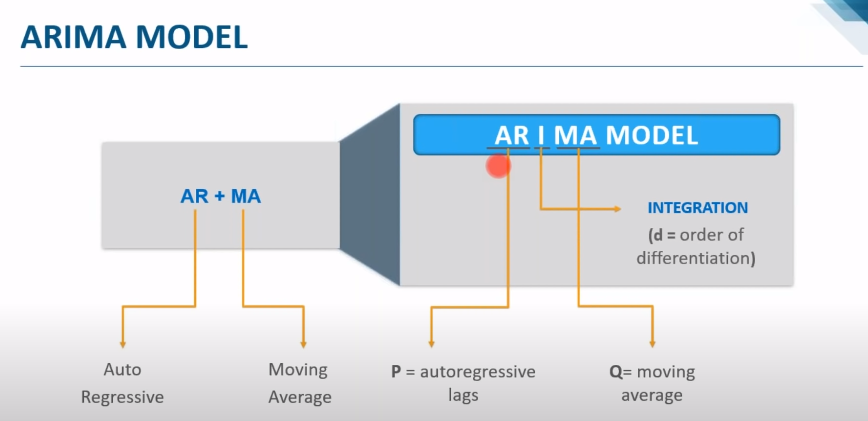 ARIMA MODEL
AR I MA MODEL
AR + MA
INTEGRATION
(d = order of
differentiation)
Auto
Regressive
Moving
Average
P = autoregressive
lags
Q= moving
average